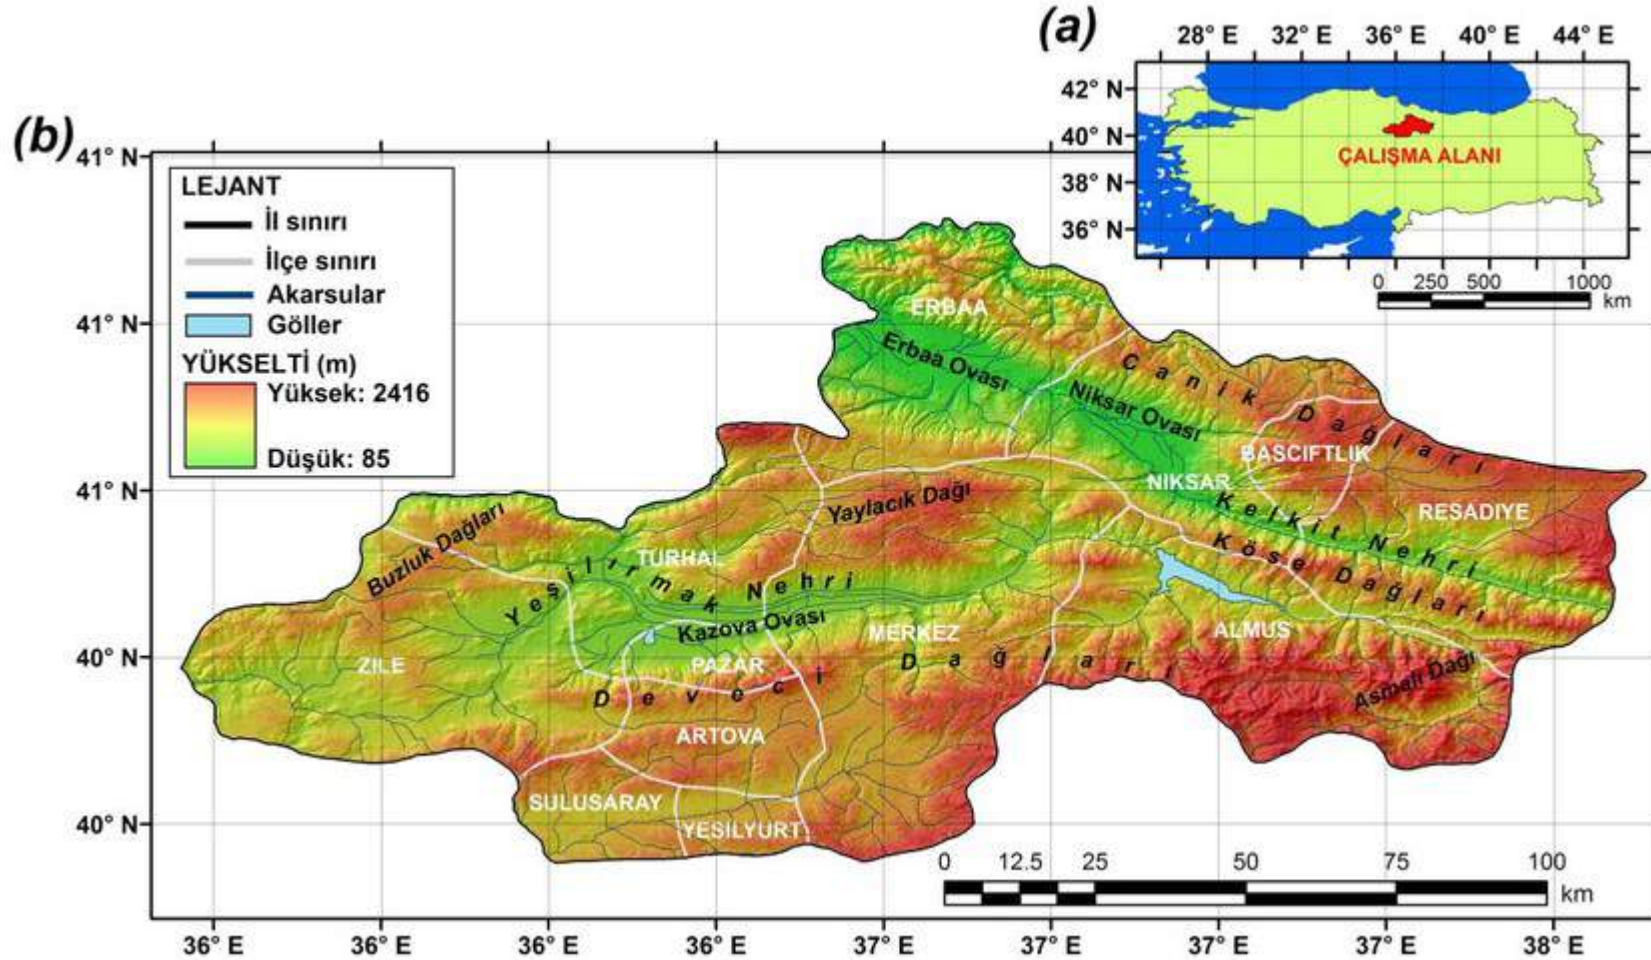 (a)
28° E 32° E 36° E 40° E 44° E
42° N
40° N
38° N
36° N
ÇALIŞMA ALANI
0 250 500 1000
km
(b)
41° N
41° N
41° N
40° N
40° N
LEJANT
İl sınırı
İlçe sınırı
Akarsular
Göller
YÜKSELTİ (m)
Yüksek: 2416
Düşük: 85
ERBAA
Erbaa Ovası
Canik Dağları
Niksar Ovası
BASCIFTLIK
NIKSAR
RESADIYE
Kelkit Nehri
Köse Dağları
Yaylacık Dağı
Buzluk Dağları
TURHAL
Yeşilırmak Nehri
Kazova Ovası
MERKEZ
ALMUS
ZILE
PAZAR
Deveci Dağları
Asmalı Dağı
ARTOVA
SULUSARAY
YESILYURT
0 12.5 25 50 75 100
km
36° E 36° E 36° E 36° E 37° E 37° E 37° E 37° E 38° E